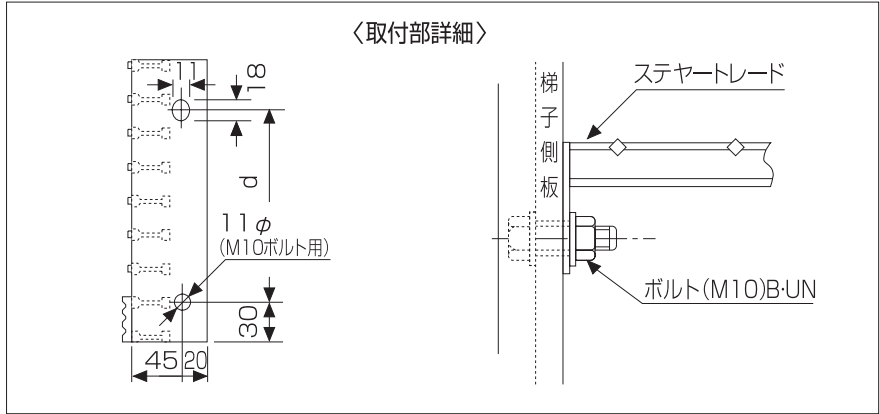 〈取付部詳細〉
11
18
d
11φ
(M10ボルト用)
30
45
20
ステヤートレード
梯子側板
ボルト(M10)B·UN